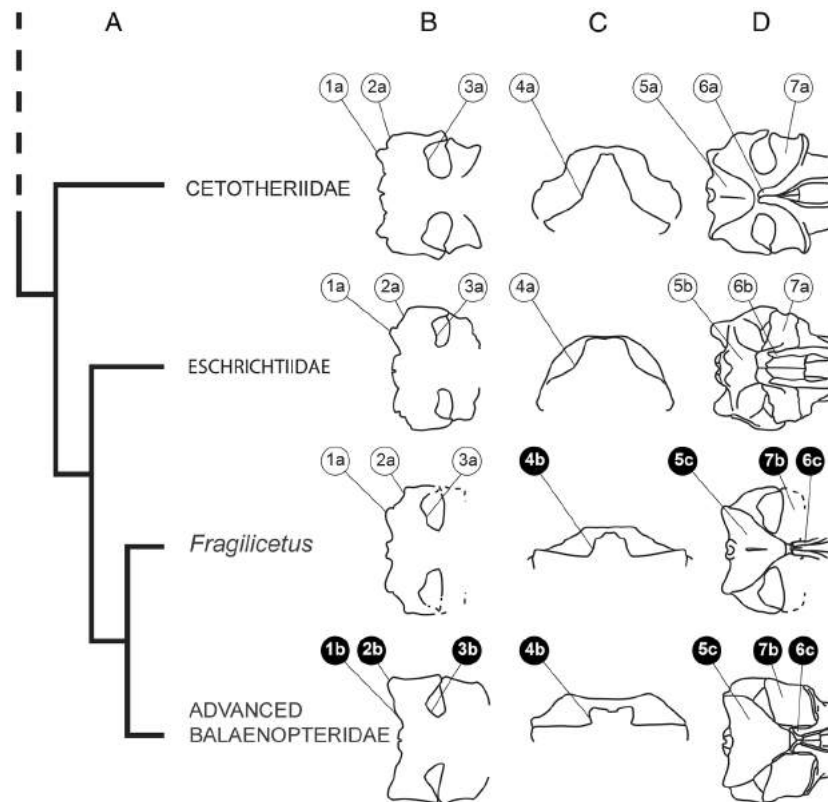 A B C D
1a 2a 3a 4a 5a 6a 7a
CETOTHERIIDAE
1a 2a 3a 4a 5b 6b 7a
ESCHRICHTIIDAE
1a 2a 3a 4b 5c 7b 6c
Fragilicetus
1b 2b 3b 4b 5c 7b 6c
ADVANCED
BALAENOPTERIDAE